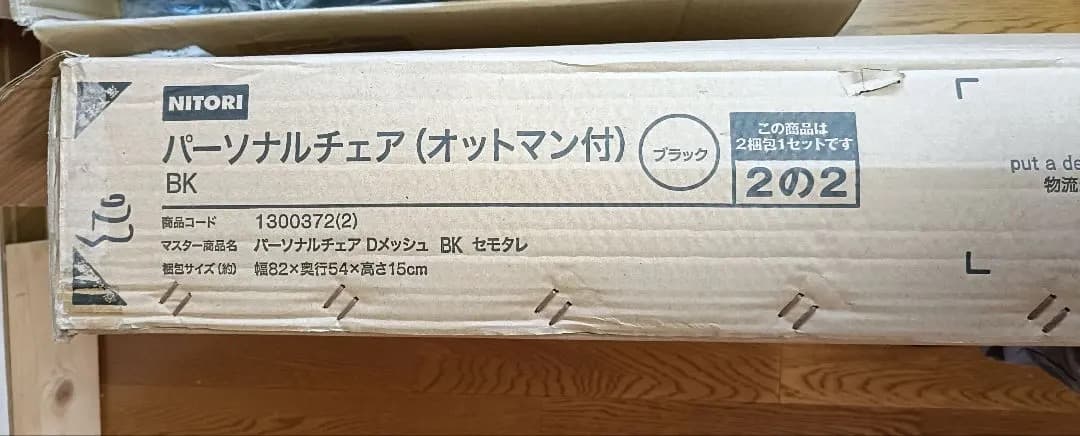 NITORI
パーソナルチェア(オットマン付)
BK
ブラック
この商品は
2梱包1セットです
2の2
商品コード 1300372(2)
マスター商品名 パーソナルチェア Dメッシュ BK セモタレ
梱包サイズ(約) 幅82×奥行54×高さ15cm
put a de
物流